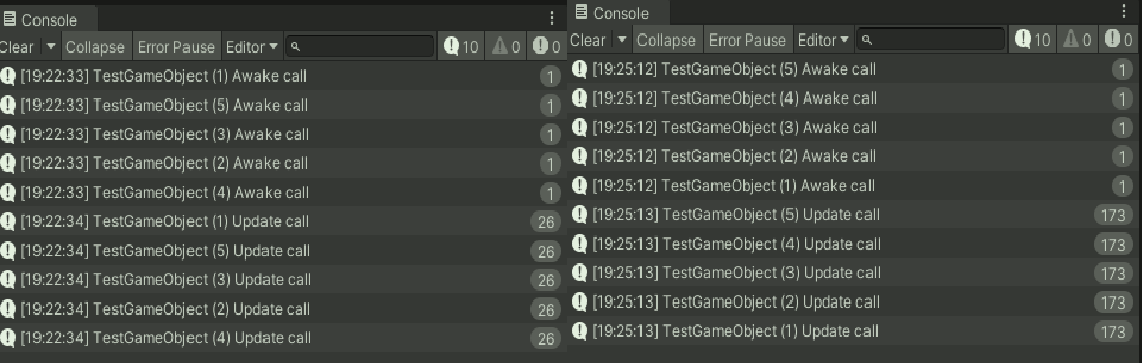 Console
Clear Collapse Error Pause Editor 10 0 0
[19:22:33] TestGameObject (1) Awake call 1
[19:22:33] TestGameObject (5) Awake call 1
[19:22:33] TestGameObject (3) Awake call 1
[19:22:33] TestGameObject (2) Awake call 1
[19:22:33] TestGameObject (4) Awake call 1
[19:22:34] TestGameObject (1) Update call 26
[19:22:34] TestGameObject (5) Update call 26
[19:22:34] TestGameObject (3) Update call 26
[19:22:34] TestGameObject (2) Update call 26
[19:22:34] TestGameObject (4) Update call 26
Console
Clear Collapse Error Pause Editor 10 0 0
[19:25:12] TestGameObject (5) Awake call 1
[19:25:12] TestGameObject (4) Awake call 1
[19:25:12] TestGameObject (3) Awake call 1
[19:25:12] TestGameObject (2) Awake call 1
[19:25:12] TestGameObject (1) Awake call 1
[19:25:13] TestGameObject (5) Update call 173
[19:25:13] TestGameObject (4) Update call 173
[19:25:13] TestGameObject (3) Update call 173
[19:25:13] TestGameObject (2) Update call 173
[19:25:13] TestGameObject (1) Update call 173